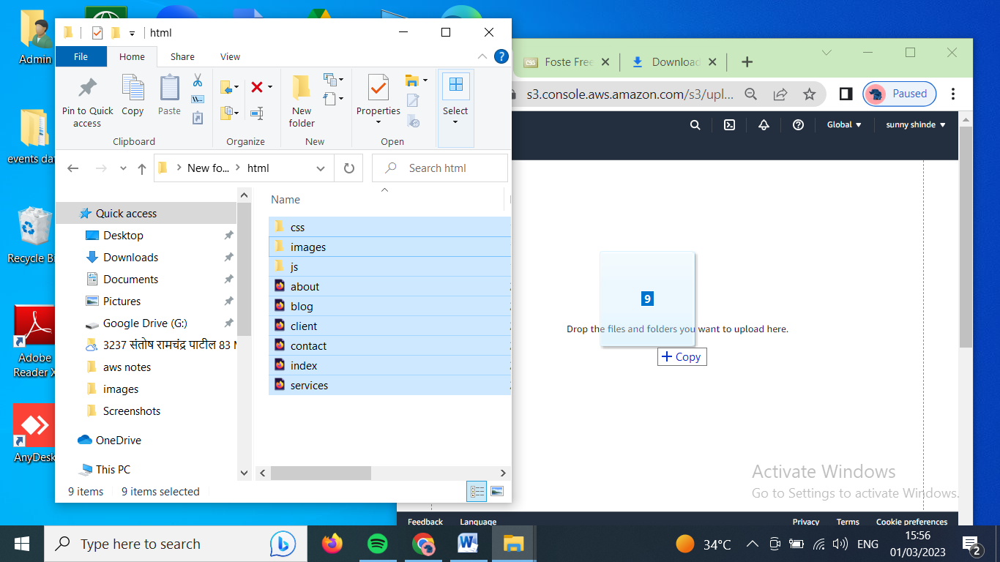 Admin
events dat
Recycle Bi
Adobe
Reader X
AnyDesk
html
File
Home
Share
View
Pin to Quick
access
Copy
Paste
Clipboard
Organize
New
folder
New
Properties
Open
Select
New fo...
html
Search html
Quick access
Desktop
Downloads
Documents
Pictures
Google Drive (G:)
3237 संतोष रामचंद्र पाटील 83 M
aws notes
images
Screenshots
OneDrive
This PC
Name
css
images
js
about
blog
client
contact
index
services
9 items
9 items selected
Foste Free
Download
s3.console.aws.amazon.com/s3/upl...
Paused
Global
sunny shinde
9
Drop the files and folders you want to upload here.
Copy
Activate Windows
Go to Settings to activate Windows.
Feedback
Language
Privacy
Terms
Cookie preferences
Type here to search
34°C
ENG
15:56
01/03/2023
2